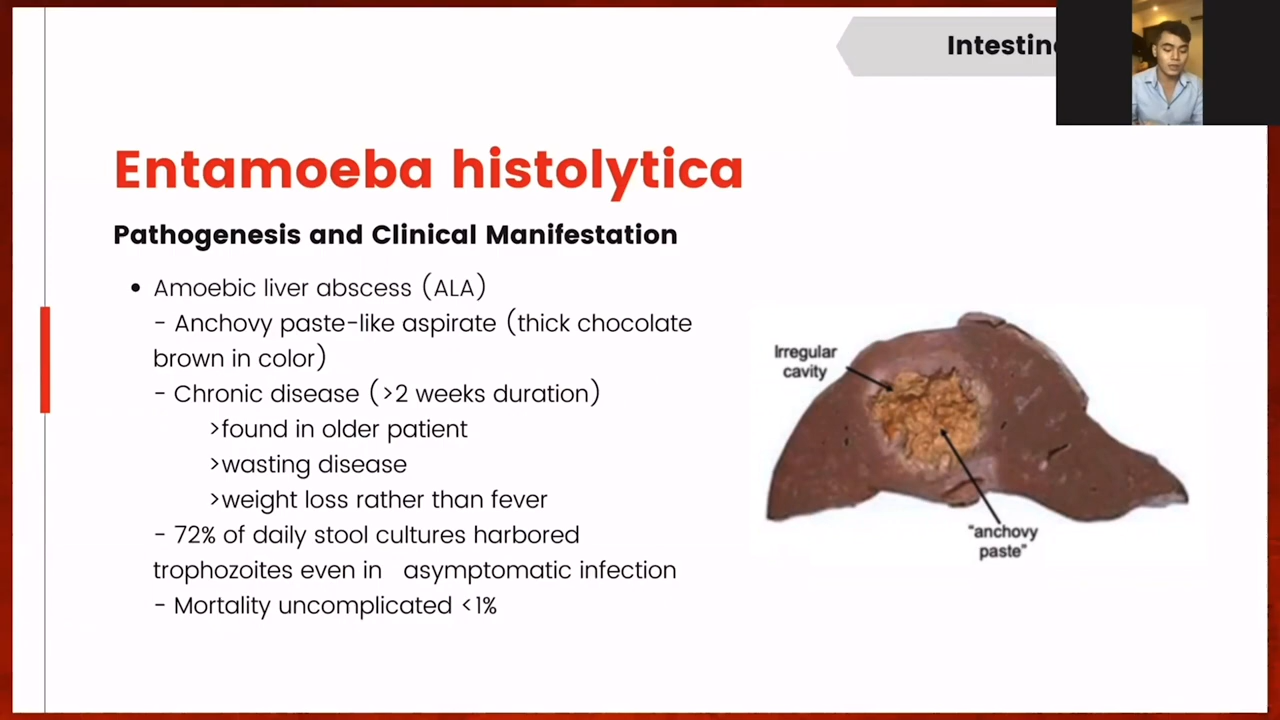 Entamoeba histolytica
Pathogenesis and Clinical Manifestation
• Amoebic liver abscess (ALA)
- Anchovy paste-like aspirate (thick chocolate
brown in color)
- Chronic disease (>2 weeks duration)
>found in older patient
>wasting disease
>weight loss rather than fever
- 72% of daily stool cultures harbored
trophozoites even in asymptomatic infection
- Mortality uncomplicated <1%
Irregular
cavity
"anchovy
paste"